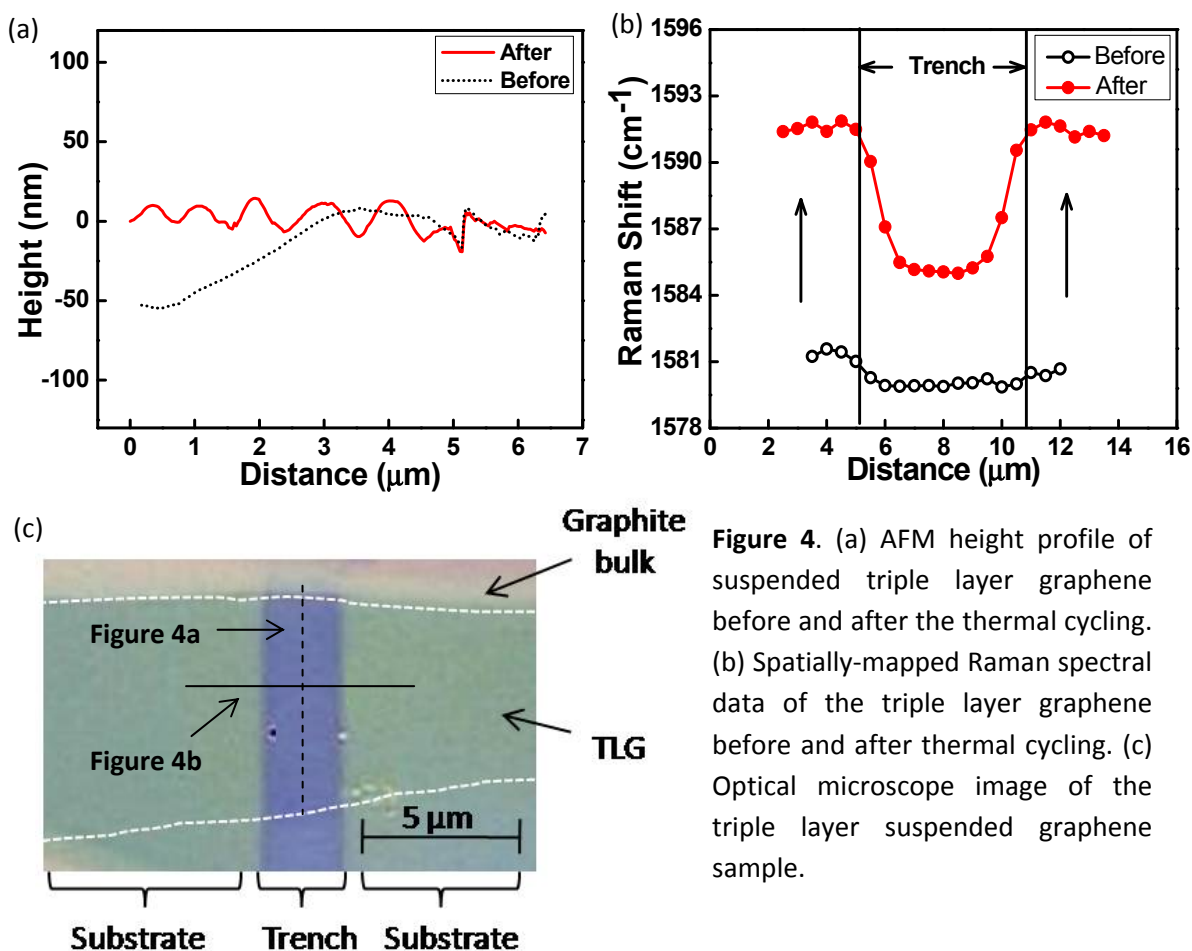 (a)
100
50
0
-50
-100
Height (nm)
0 1 2 3 4 5 6 7
Distance (μm)
After
Before
(b)
1596
1593
1590
1587
1584
1581
1578
Raman Shift (cm-1)
0 2 4 6 8 10 12 14 16
Distance (μm)
Trench
Before
After
(c)
Graphite
bulk
Figure 4a
Figure 4b
TLG
5 μm
Substrate Trench Substrate
Figure 4. (a) AFM height profile of
suspended triple layer graphene
before and after the thermal cycling.
(b) Spatially-mapped Raman spectral
data of the triple layer graphene
before and after thermal cycling. (c)
Optical microscope image of the
triple layer suspended graphene
sample.